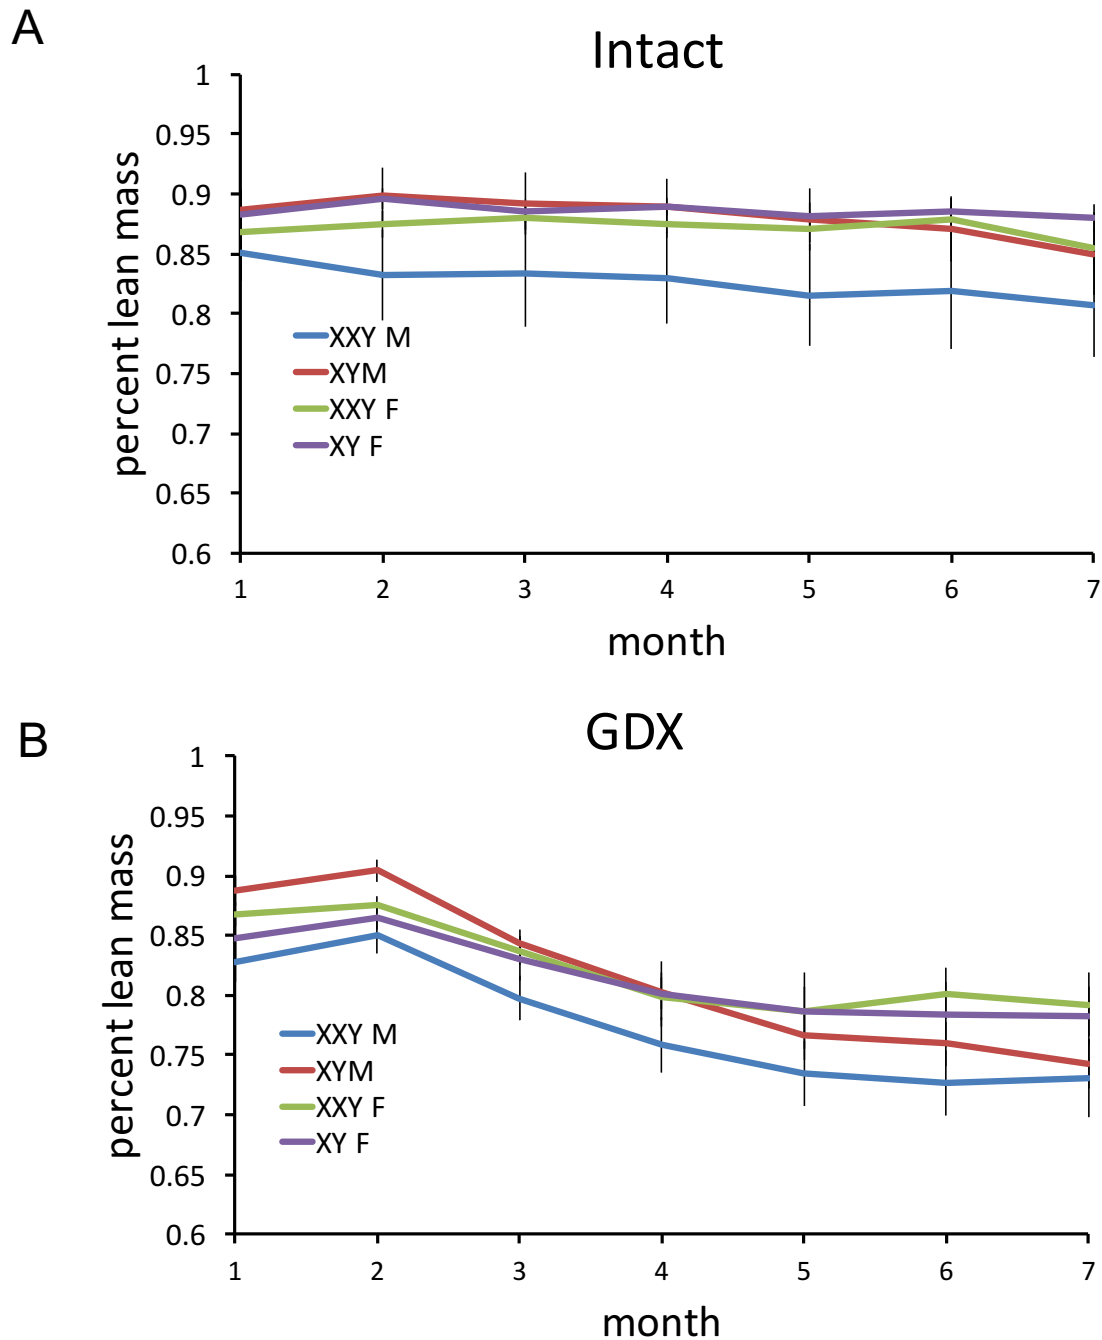 A
Intact
percent lean mass
1
0.95
0.9
0.85
0.8
0.75
0.7
0.65
0.6
XXY M
XYM
XXY F
XY F
1 2 3 4 5 6 7
month
B
GDX
percent lean mass
1
0.95
0.9
0.85
0.8
0.75
0.7
0.65
0.6
XXY M
XYM
XXY F
XY F
1 2 3 4 5 6 7
month